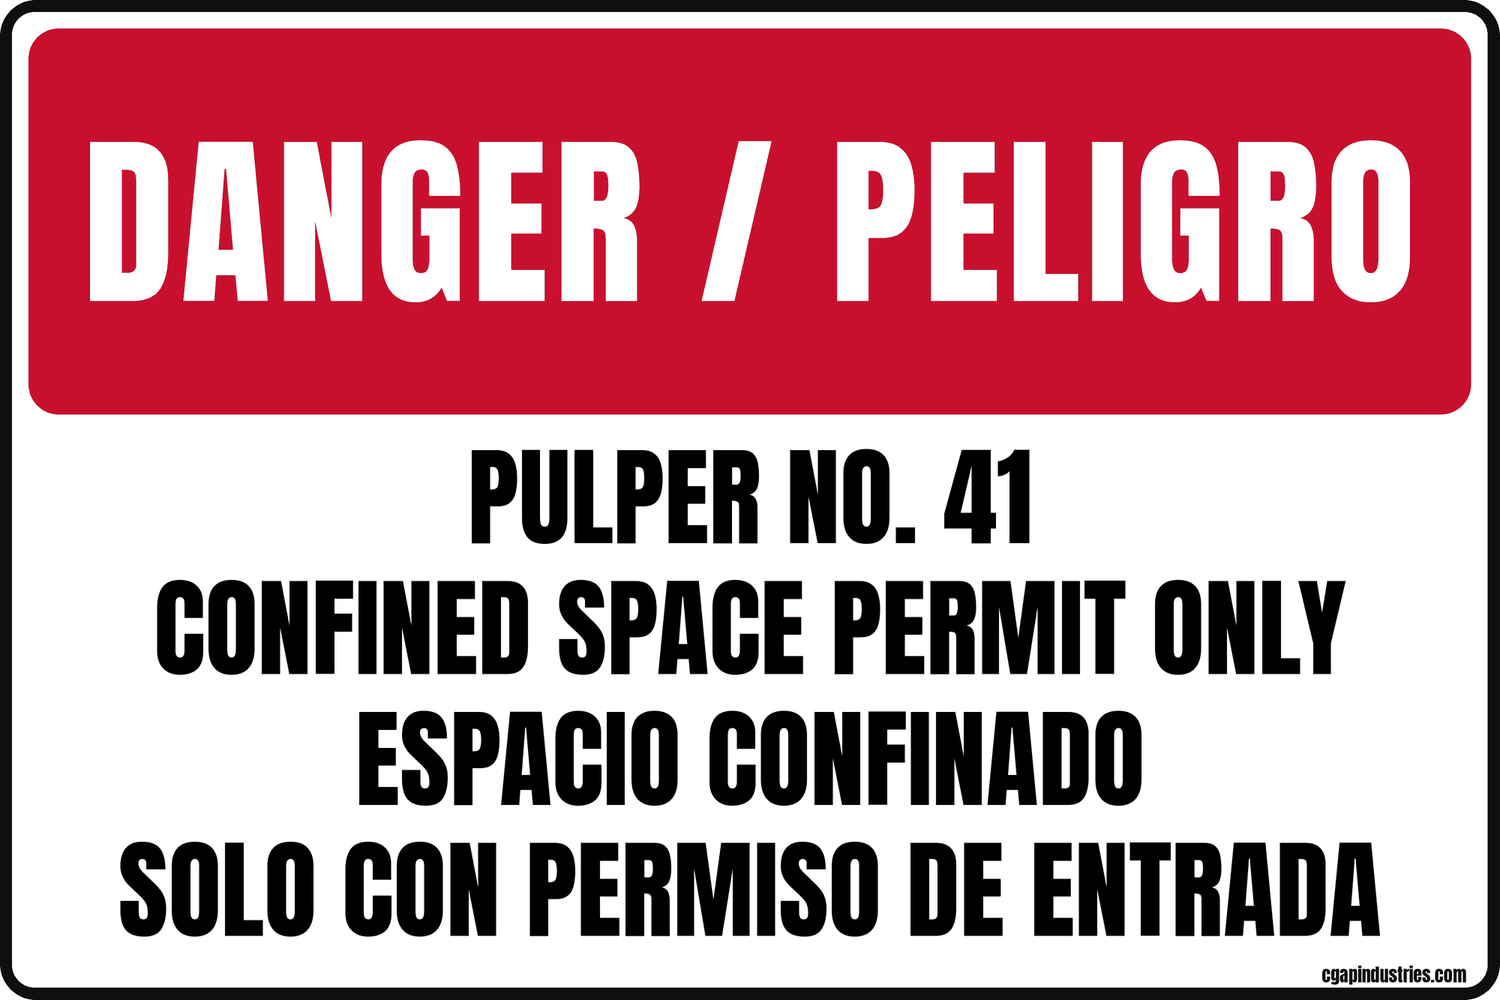 DANGER / PELIGRO
PULPER NO. 41
CONFINED SPACE PERMIT ONLY
ESPACIO CONFINADO
SOLO CON PERMISO DE ENTRADA
cgapindustries.com